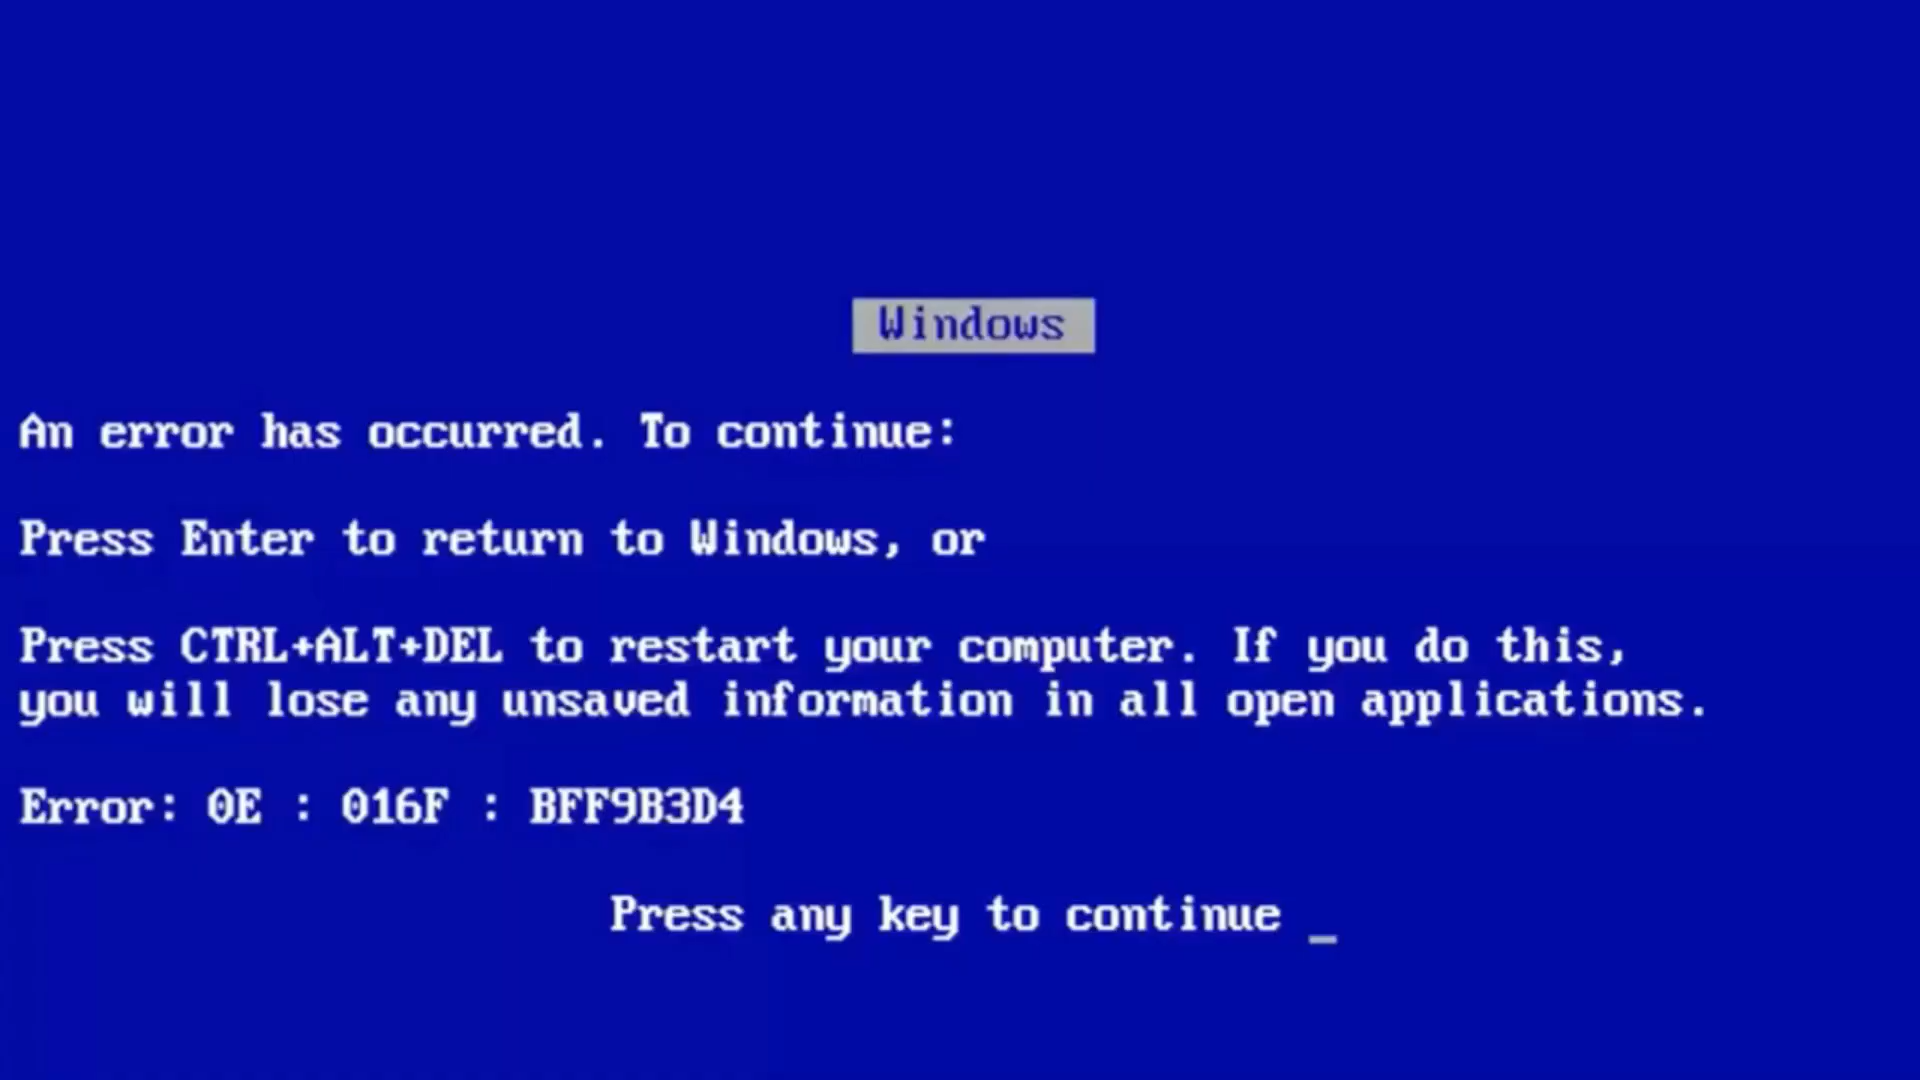 Windows
An error has occurred. To continue:
Press Enter to return to Windows, or
Press CTRL+ALT+DEL to restart your computer. If you do this,
you will lose any unsaved information in all open applications.
Error: 0E : 016F : BFF9B3D4
Press any key to continue _